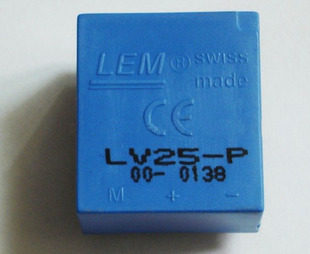 LEM ® swiss
made
CE
LV25-P
00- 0138
M + -